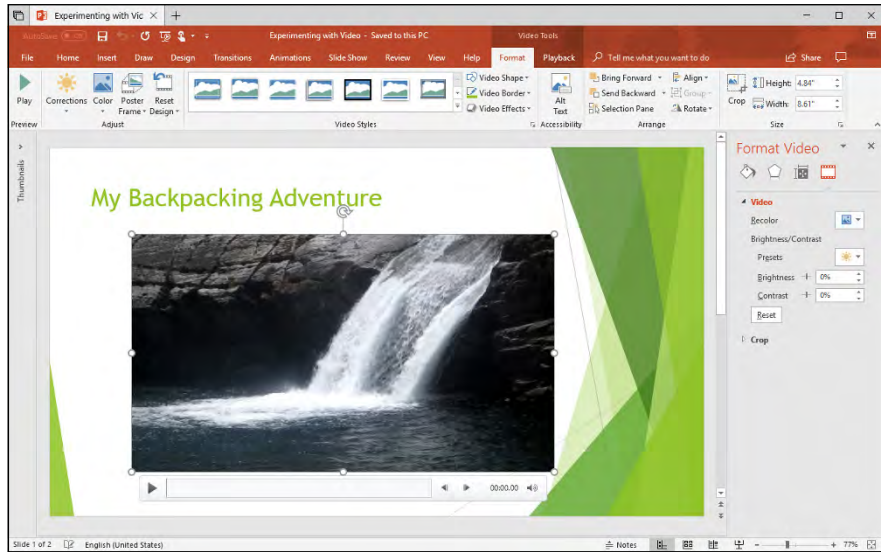 Experimenting with Vic
AutoSave Off Experimenting with Video - Saved to this PC Video Tools
File Home Insert Draw Design Transitions Animations Slide Show Review View Help Format Playback Tell me what you want to do Share
Play Corrections Color Poster Frame Reset Design
Video Shape
Video Border
Video Effects
Alt Text
Bring Forward Align
Send Backward Group
Selection Pane Rotate
Crop
Height: 4.84"
Width: 8.61"
Preview Adjust Video Styles Accessibility Arrange Size
Thumbnails
My Backpacking Adventure
00:00.00
Format Video
Video
Recolor
Brightness/Contrast
Presets
Brightness 0%
Contrast 0%
Reset
Crop
Slide 1 of 2 English (United States) Notes 77%